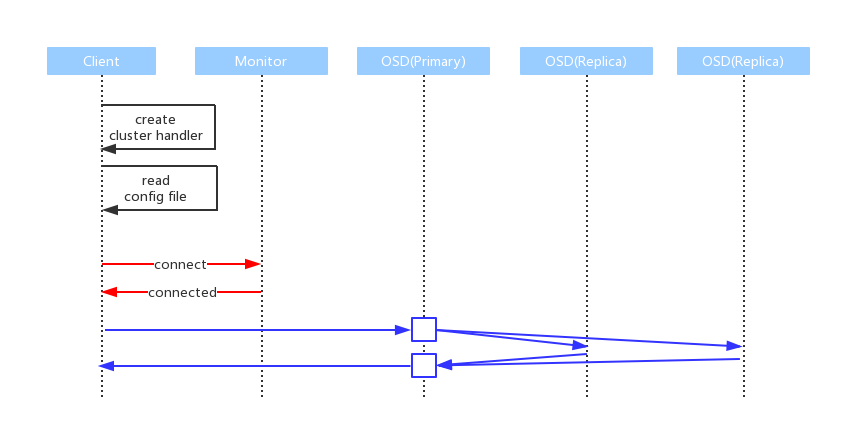 Client
Monitor
OSD(Primary)
OSD(Replica)
OSD(Replica)
create
cluster handler
read
config file
connect
connected